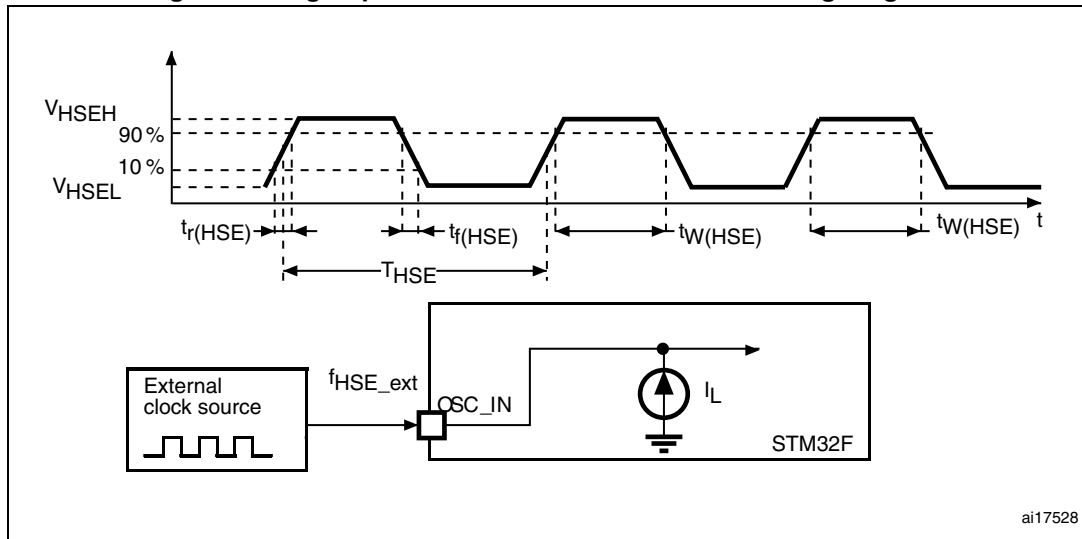 VHSEH
90 %
10 %
VHSEL
tr(HSE)
tf(HSE)
tW(HSE)
tW(HSE)
t
THSE
External
clock source
fHSE_ext
OSC_IN
IL
STM32F
ai17528